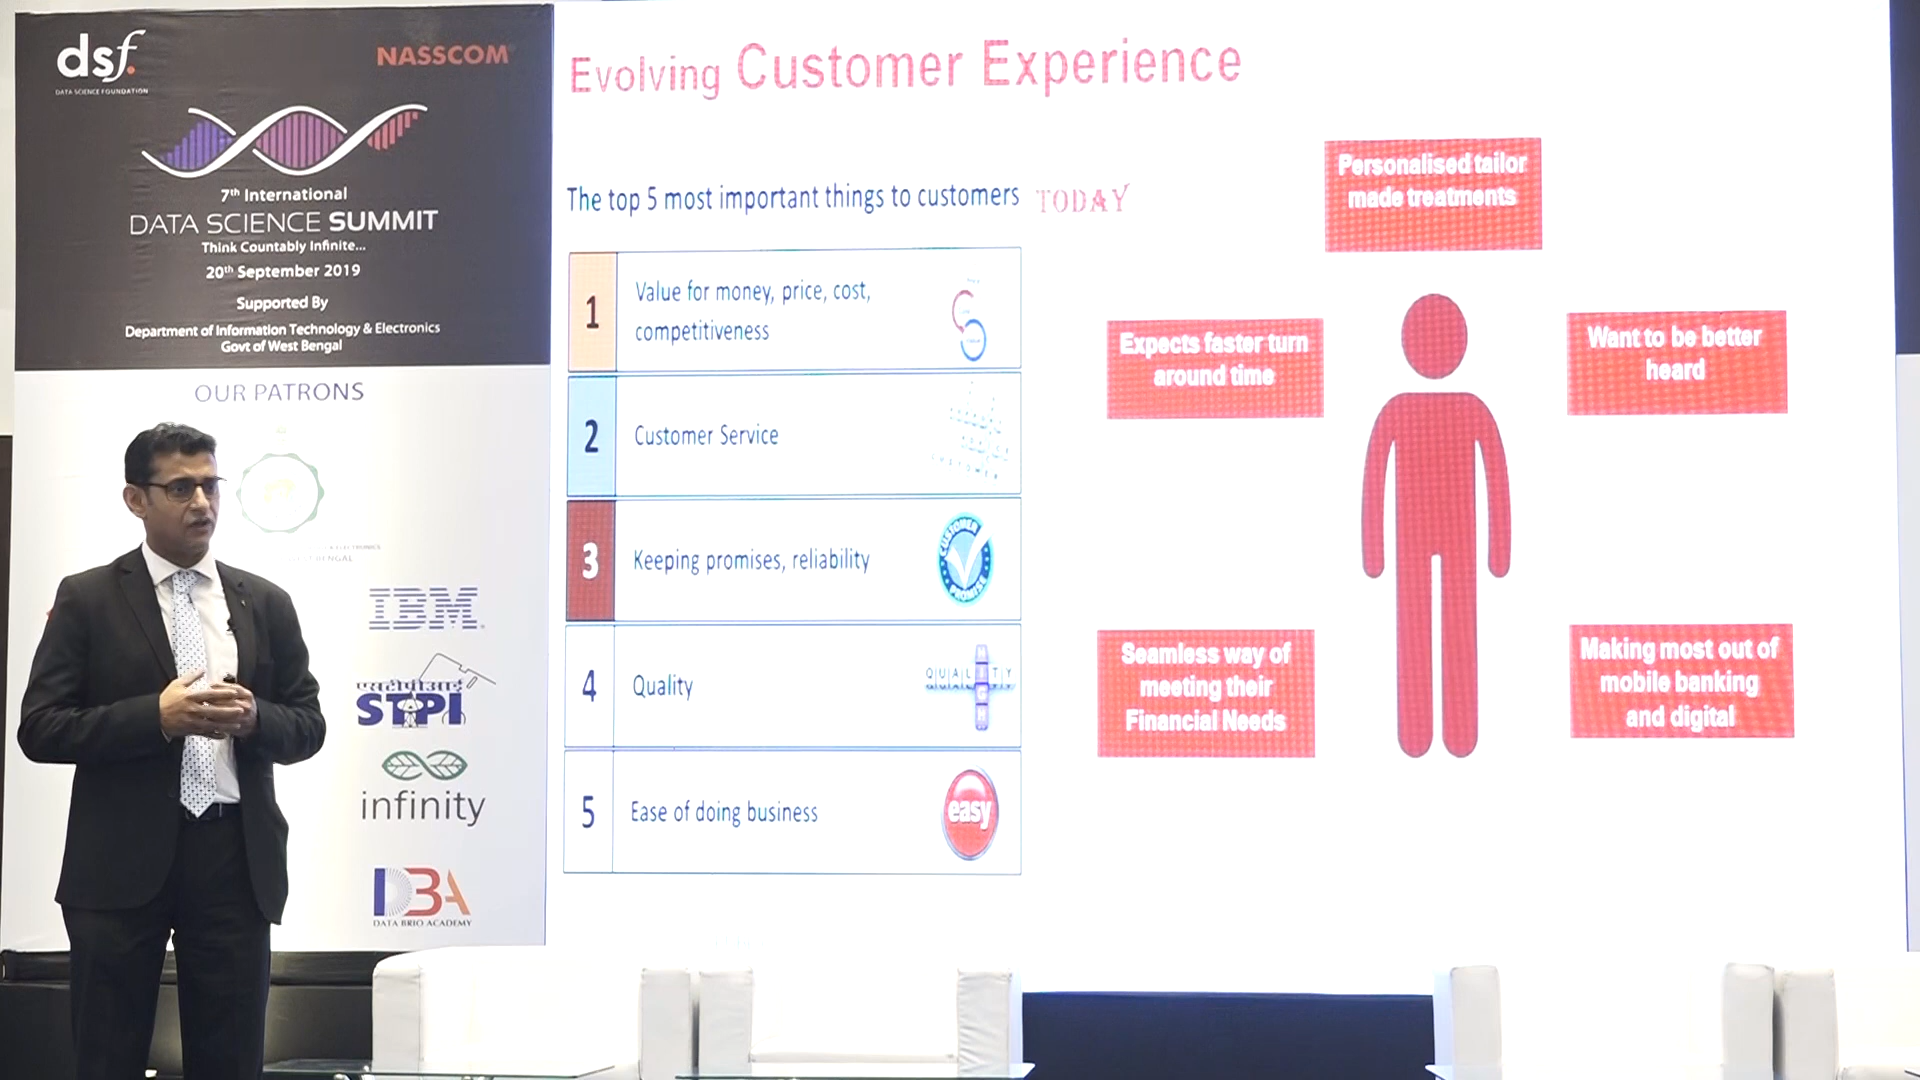 dsf.
DATA SCIENCE FOUNDATION
NASSCOM
7th International
DATA SCIENCE SUMMIT
Think Countably Infinite...
20th September 2019
Supported By
Department of Information Technology & Electronics
Govt of West Bengal
OUR PATRONS
IBM
एसटीपीआई
STPI
infinity
DBA
DATA BRIO ACADEMY
Evolving Customer Experience
The top 5 most important things to customers TODAY
1
Value for money, price, cost,
competitiveness
2
Customer Service
3
Keeping promises, reliability
CUSTOMER
PROMISE
4
Quality
QUALITY
HIGH
5
Ease of doing business
easy
Personalised tailor
made treatments
Expects faster turn
around time
Want to be better
heard
Seamless way of
meeting their
Financial Needs
Making most out of
mobile banking
and digital